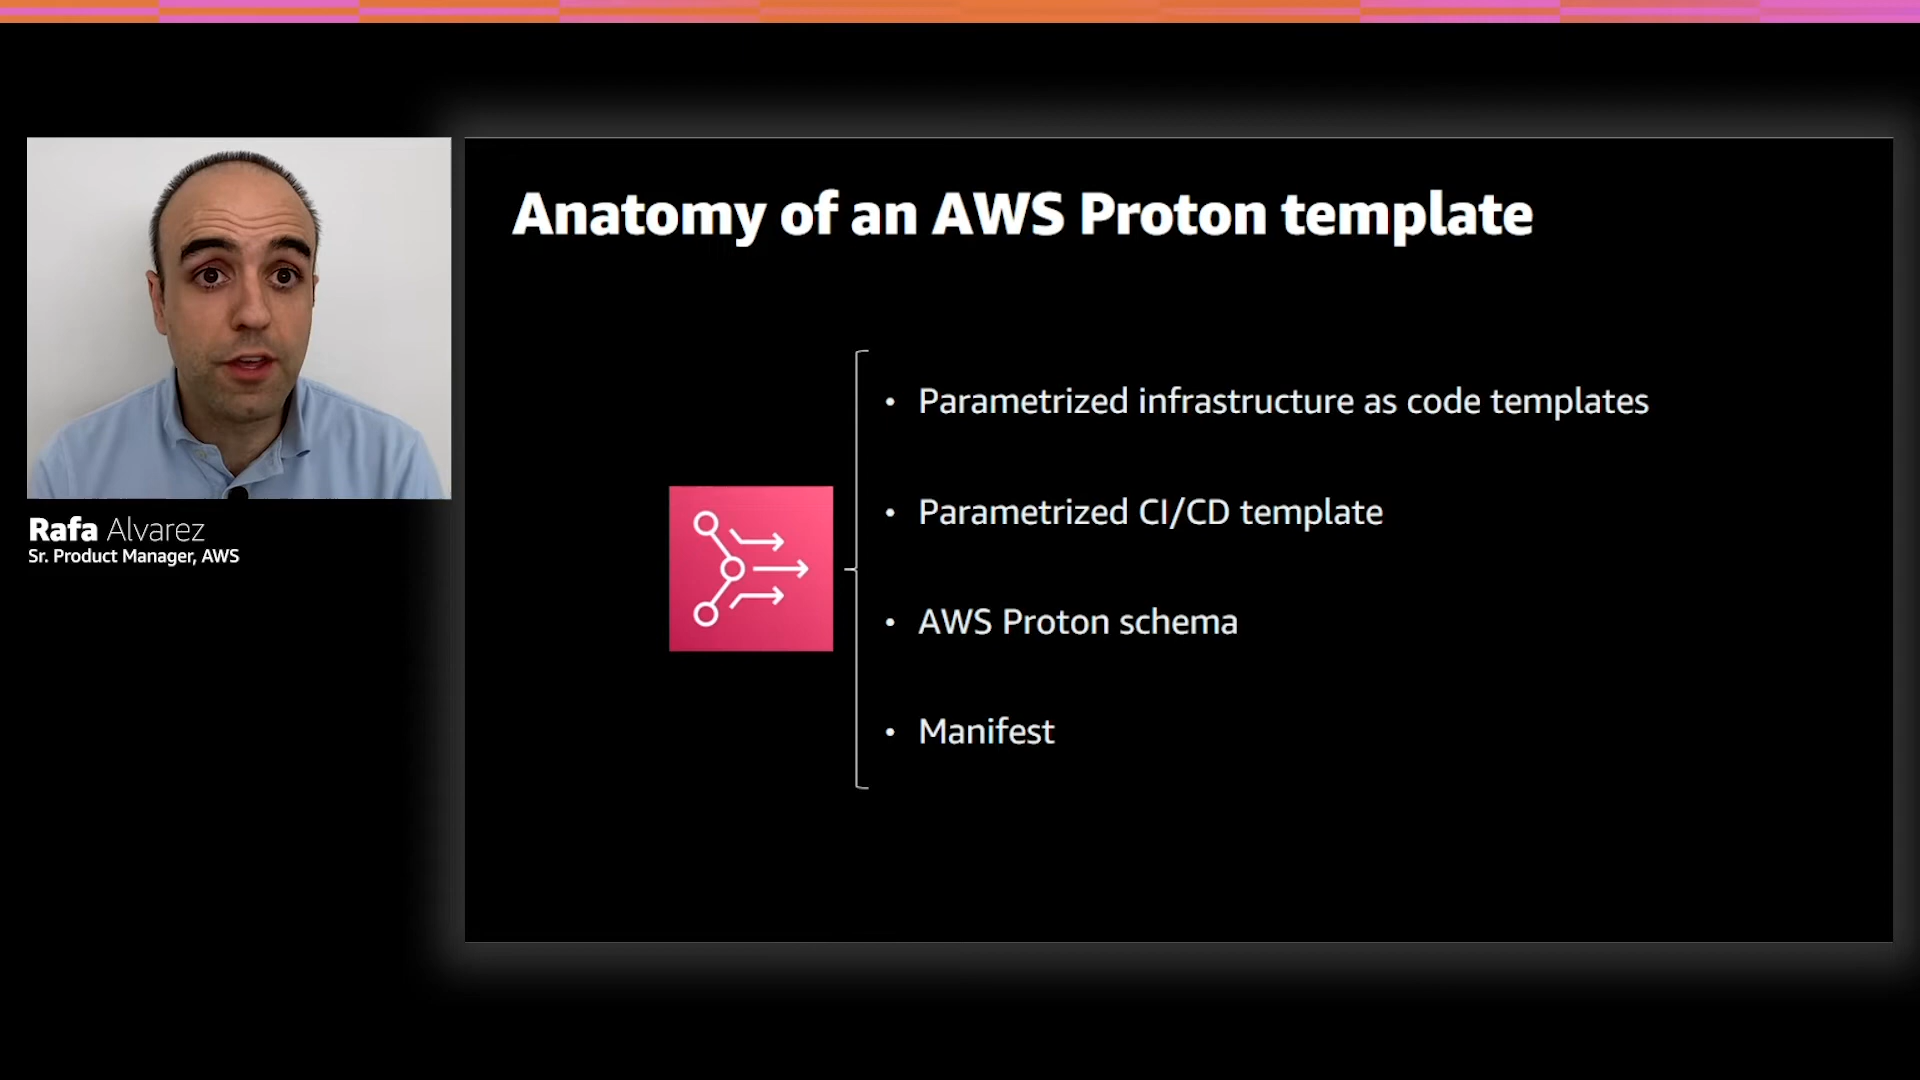 Anatomy of an AWS Proton template
• Parametrized infrastructure as code templates
• Parametrized CI/CD template
• AWS Proton schema
• Manifest
Rafa Alvarez
Sr. Product Manager, AWS